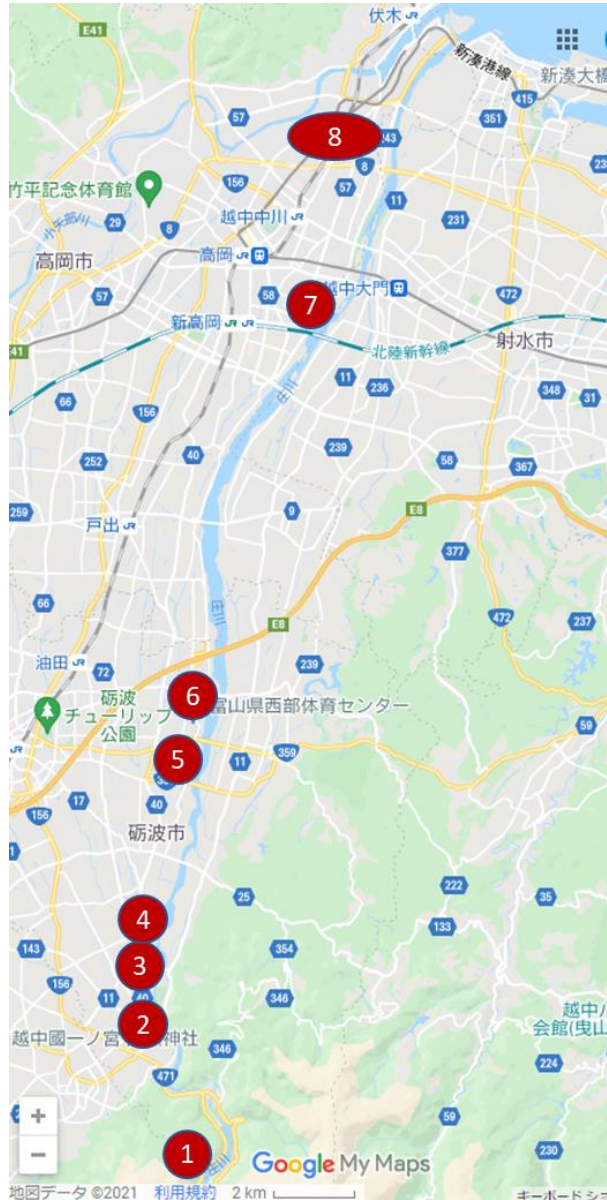 伏木
E41
新湊港線
新湊大橋
415
351
57
8
243
8
23
156
57
竹平記念体育館
11
29
越中中川
231
8
高岡市
高岡
57
58
7
越中大門
472
新高岡
射水市
41
北陸新幹線
11
236
348
31
66
156
庄川
239
252
40
58
367
259
9
E8
戸出
377
66
庄川
472
237
E8
油田
72
239
6
富山県西部体育センター
砺波
チューリップ
公園
59
5
11
359
17
40
156
砺波市
222
25
35
4
133
143
354
3
156
11
40
346
2
越中國一ノ宮
神社
346
会館(曳山
471
224
59
1
230
庄川
Google My Maps
地図データ ©2021
利用規約
2 km